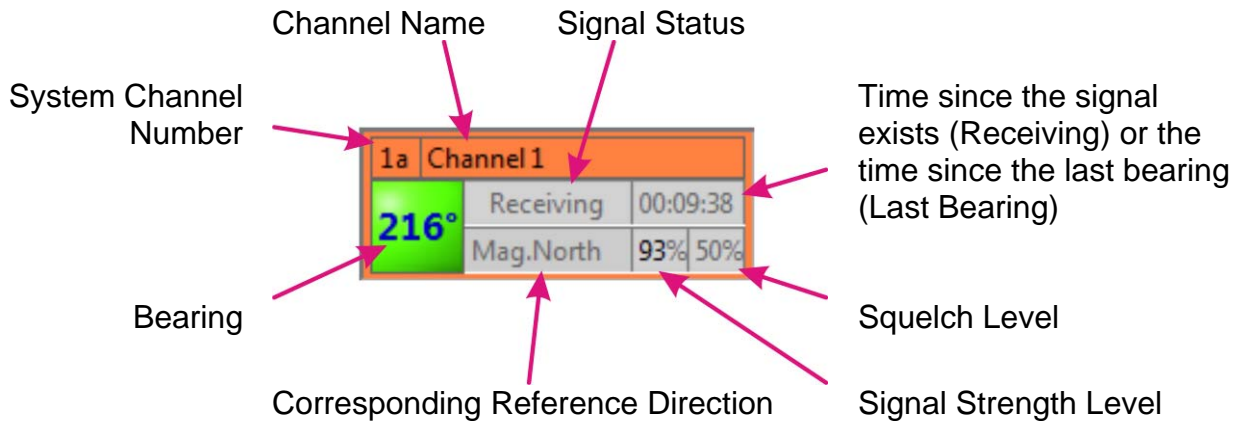 Channel Name
Signal Status
System Channel
Number
Time since the signal
exists (Receiving) or the
time since the last bearing
(Last Bearing)
1a Channel 1
216°
Receiving 00:09:38
Mag.North 93% 50%
Bearing
Squelch Level
Corresponding Reference Direction
Signal Strength Level